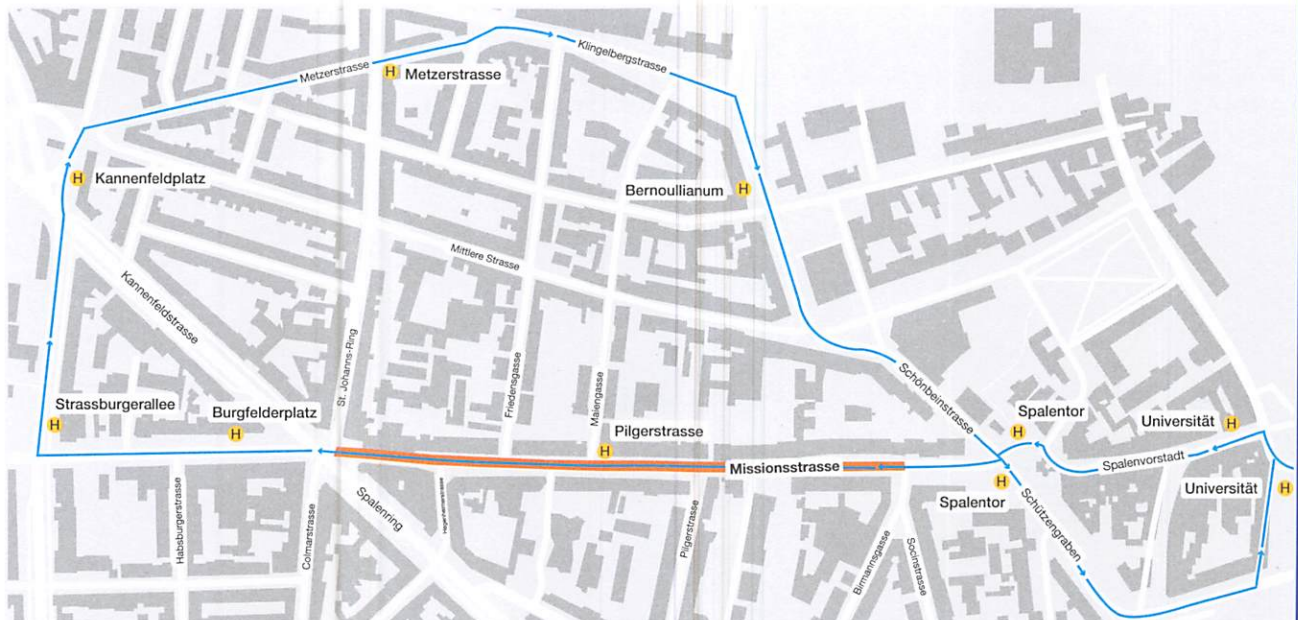 Klingelbergstrasse
Metzerstrasse
H Metzerstrasse
H Kannenfeldplatz
Bernoullianum H
Mittlere Strasse
Kannenfeldstrasse
St. Johanns-Ring
Friedensgasse
Maiengasse
Schönbeinstrasse
Strassburgerallee
H
Burgfelderplatz
H
Pilgerstrasse
H
Spalentor
H
Universität H
Spalenvorstadt
Missionsstrasse
Spalentor
H
Universität
H
Habsburgerstrasse
Colmarstrasse
Spalenring
Hegenheimerstrasse
Pilgerstrasse
Birmannsgasse
Socinstrasse
Schützengraben